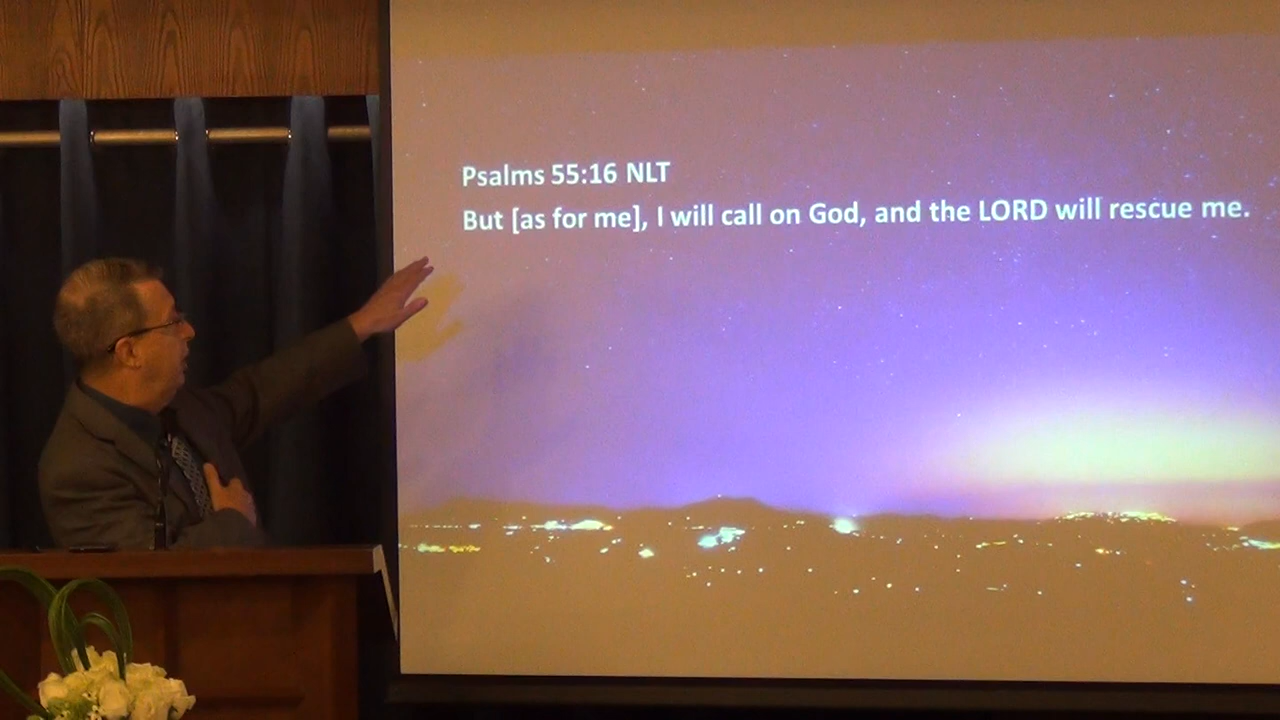 Psalms 55:16 NLT
But [as for me], I will call on God, and the LORD will rescue me.